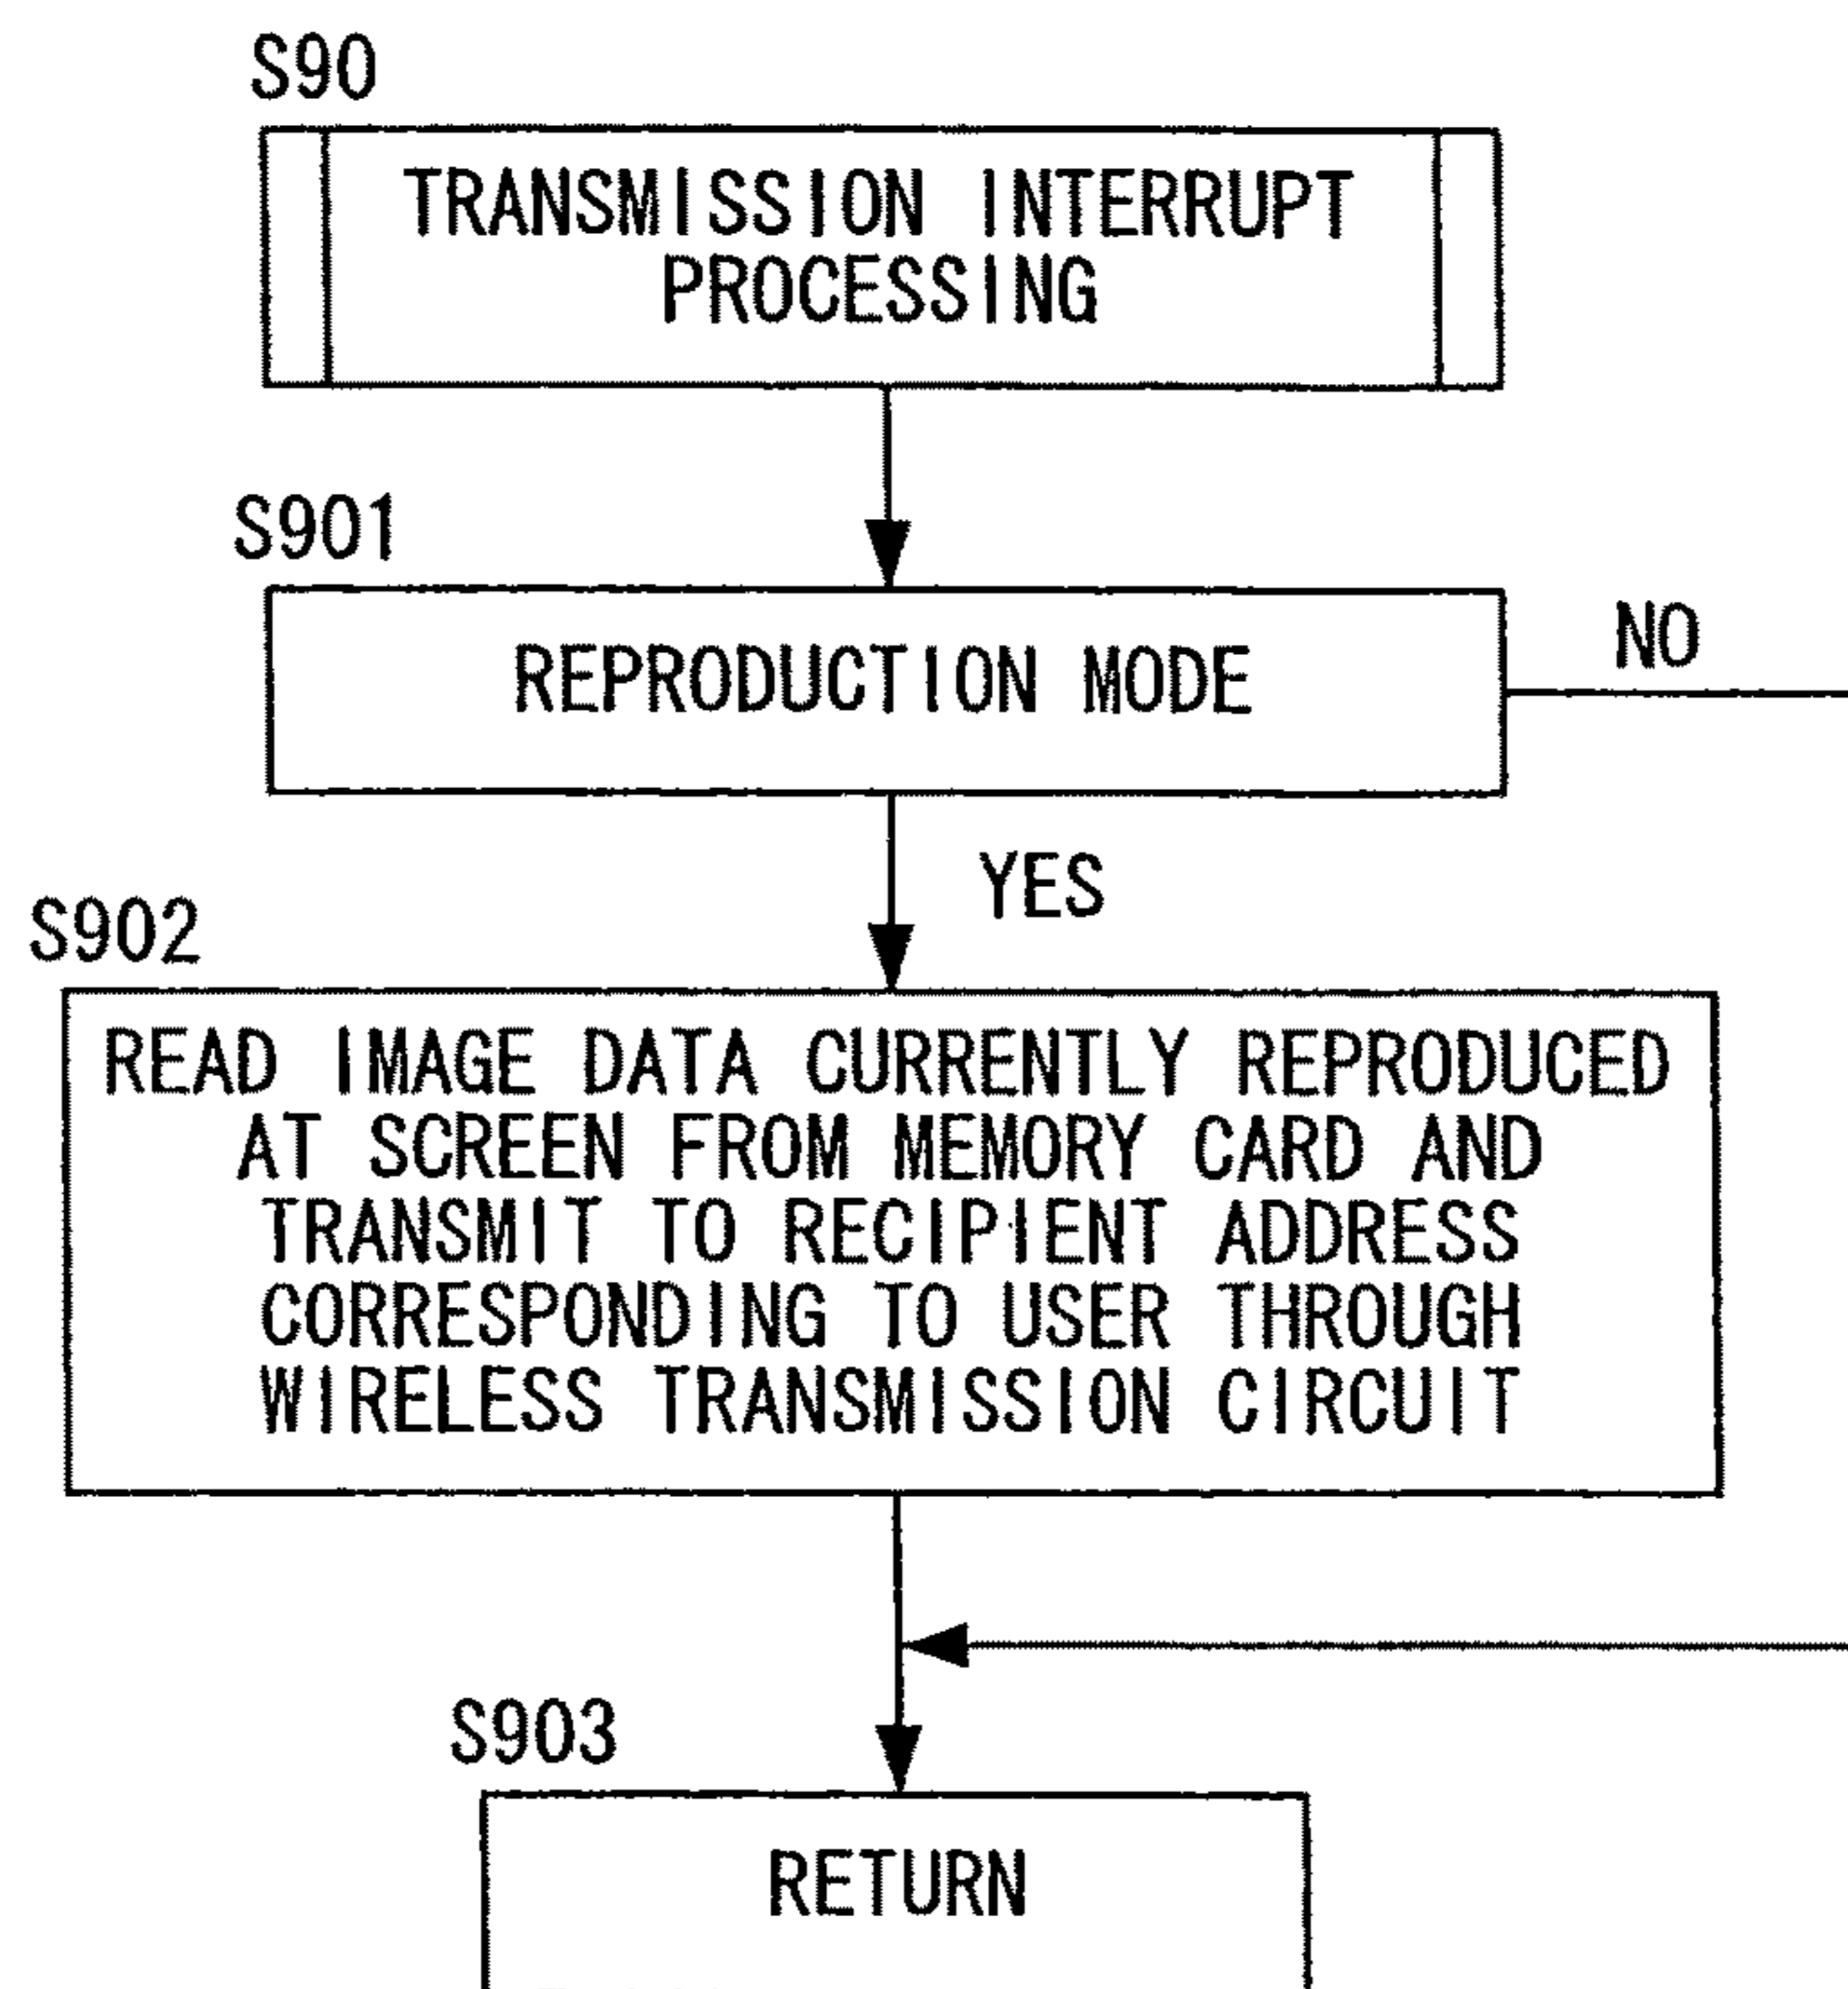 S90
TRANSMISSION INTERRUPT
PROCESSING
S901
REPRODUCTION MODE
NO
YES
S902
READ IMAGE DATA CURRENTLY REPRODUCED
AT SCREEN FROM MEMORY CARD AND
TRANSMIT TO RECIPIENT ADDRESS
CORRESPONDING TO USER THROUGH
WIRELESS TRANSMISSION CIRCUIT
S903
RETURN